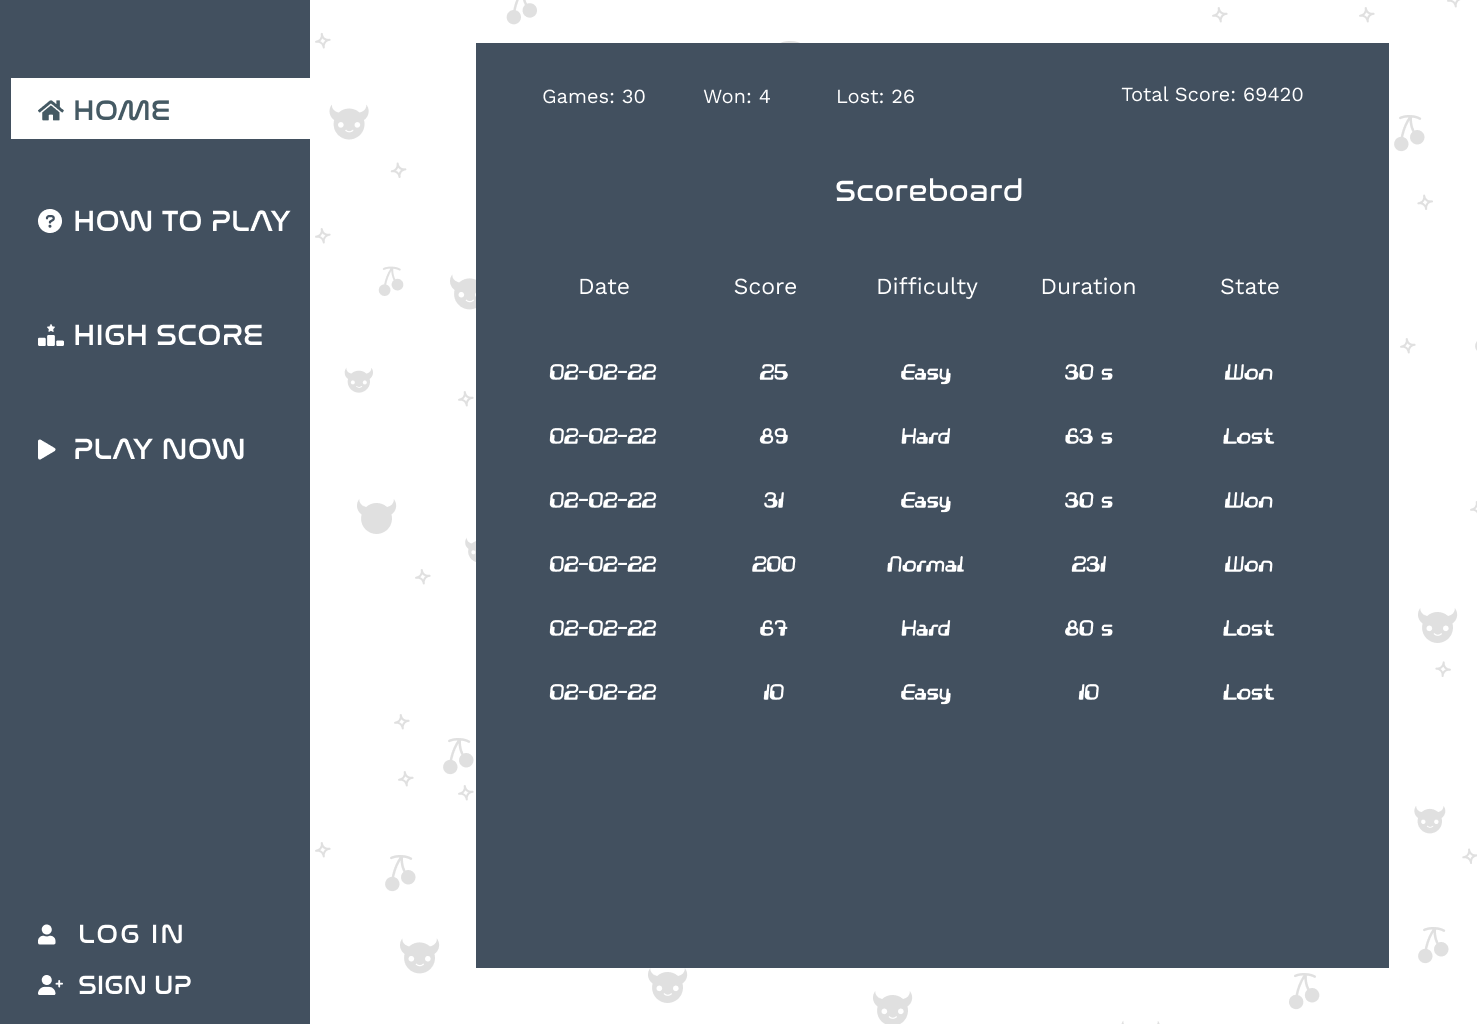 HOME
HOW TO PLAY
HIGH SCORE
PLAY NOW
LOG IN
SIGN UP
Games: 30 Won: 4 Lost: 26 Total Score: 69420
Scoreboard
Date Score Difficulty Duration State
02-02-22 25 Easy 30 s Won
02-02-22 89 Hard 63 s Lost
02-02-22 31 Easy 30 s Won
02-02-22 200 Normal 231 Won
02-02-22 67 Hard 80 s Lost
02-02-22 10 Easy 10 Lost